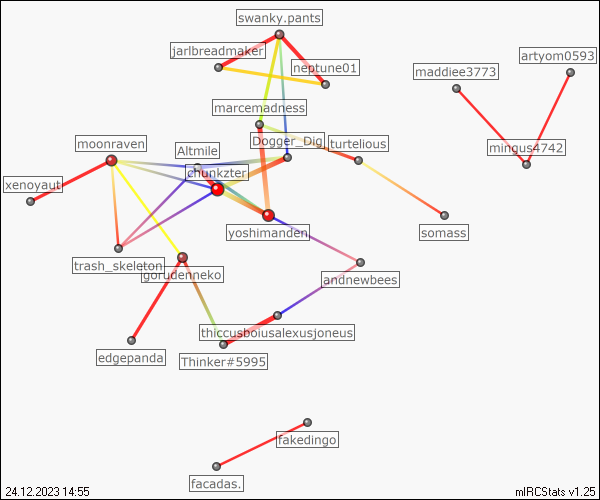 swanky.pants
jarlbreadmaker
neptune01
artyom0593
maddiee3773
marcemadness
moonraven
Altmile
Dogger_Dig
turtelious
mingus4742
chunkzter
xenoyaut
yoshimanden
somass
trash_skeleton
gorudenneko
andnewbees
thiccusboiusalexusjoneus
edgepanda
Thinker#5995
fakedingo
facadas.
24.12.2023 14:55
mIRCStats v1.25